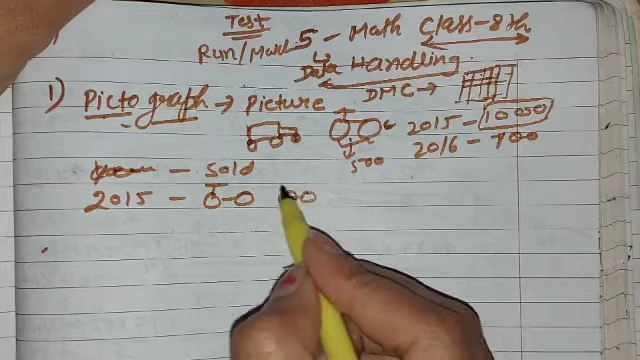 Test
Run/Mark 5 - Math Class-8th
Data Handling
1) Pictograph → Picture DMC →
2015 - 10000
2016 - 700
500
- Sold
2015 -